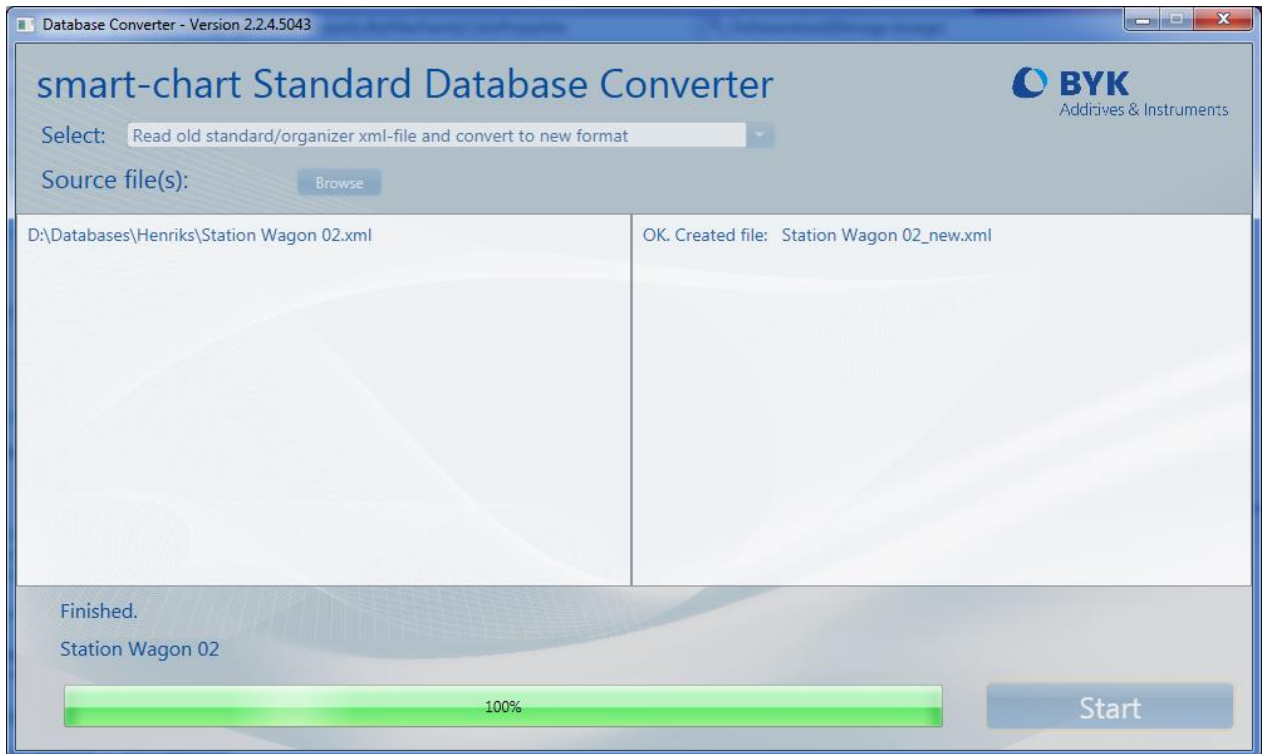 Database Converter - Version 2.2.4.5043
smart-chart Standard Database Converter
BYK
Additives & Instruments
Select: Read old standard/organizer xml-file and convert to new format
Source file(s): Browse
D:\Databases\Henriks\Station Wagon 02.xml
OK. Created file: Station Wagon 02_new.xml
Finished.
Station Wagon 02
100%
Start